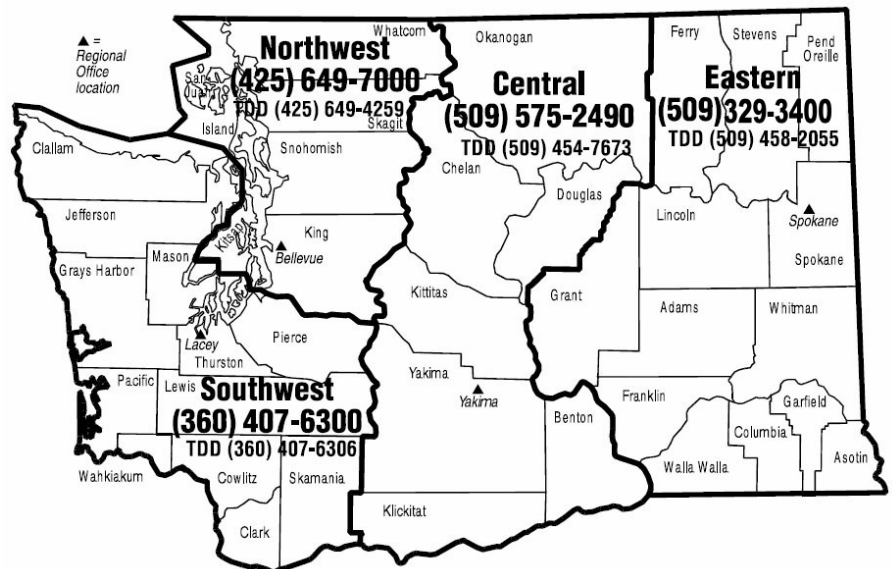 ▲ =
Regional
Office
location
Northwest
(425) 649-7000
TDD (425) 649-4259
Central
(509) 575-2490
TDD (509) 454-7673
Eastern
(509) 329-3400
TDD (509) 458-2055
Southwest
(360) 407-6300
TDD (360) 407-6306
Whatcom
San
Juan
Skagit
Island
Snohomish
King
Kitsap
Bellevue
Clallam
Jefferson
Grays Harbor
Mason
Lacey
Thurston
Pierce
Pacific
Lewis
Wahkiakum
Cowlitz
Skamania
Clark
Okanogan
Chelan
Douglas
Kittitas
Yakima
Yakima
Benton
Klickitat
Ferry
Stevens
Pend
Oreille
Lincoln
Spokane
Spokane
Grant
Adams
Whitman
Franklin
Garfield
Columbia
Walla Walla
Asotin